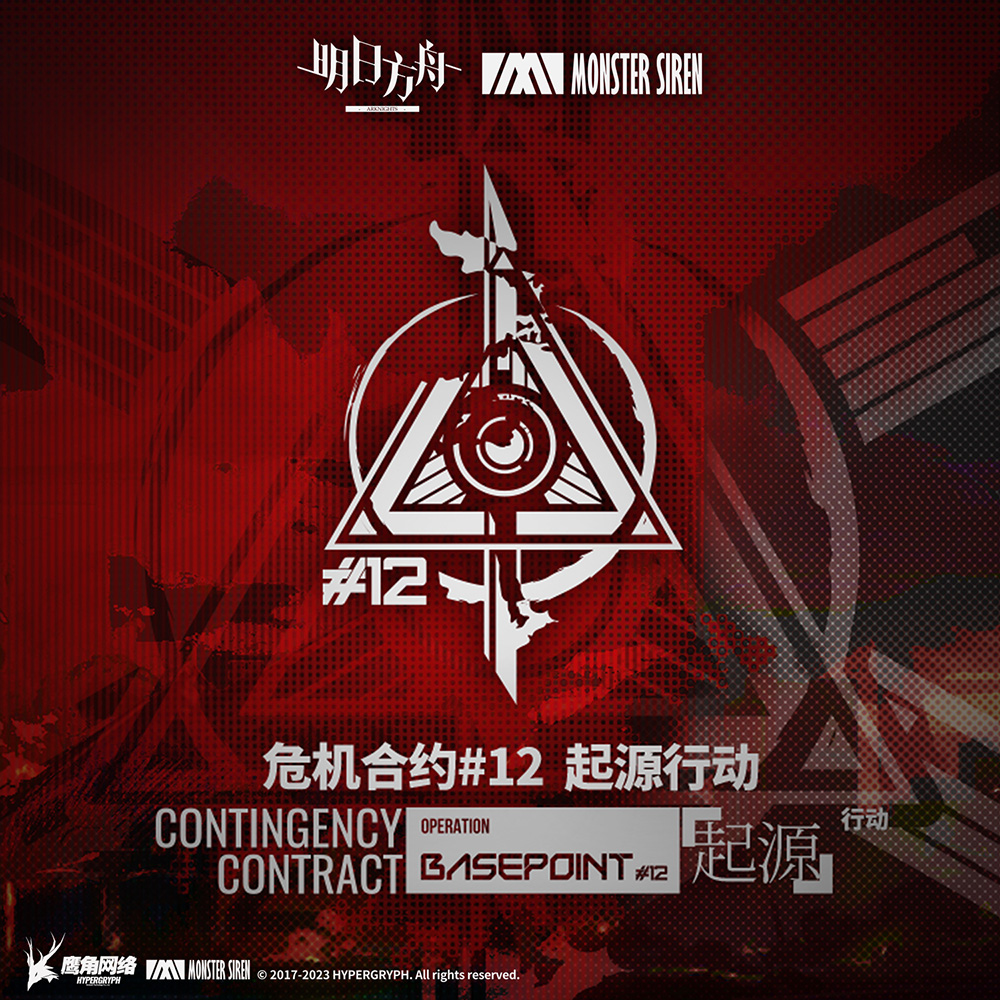 明日方舟
ARKNIGHTS
MONSTER SIREN
#12
危机合约#12 起源行动
CONTINGENCY
CONTRACT
OPERATION
BASEPOINT #12
「起源」
行动
鹰角网络
HYPERGRYPH
MONSTER SIREN
© 2017-2023 HYPERGRYPH. All rights reserved.